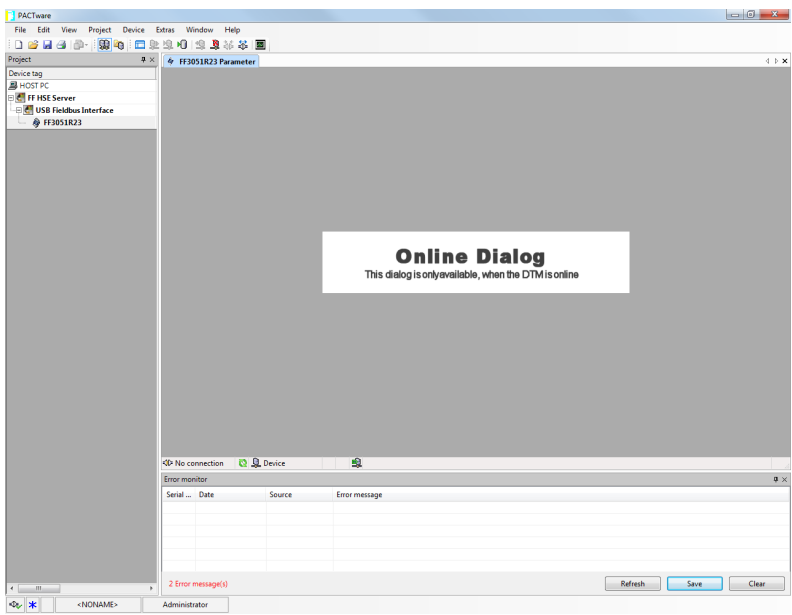 PACTware
File Edit View Project Device Extras Window Help
Project
FF3051R23 Parameter
Device tag
HOST PC
FF HSE Server
USB Fieldbus Interface
FF3051R23
Online Dialog
This dialog is onlyavailable, when the DTM is online
No connection Device
Error monitor
Serial ... Date Source Error message
2 Error message(s) Refresh Save Clear
<NONAME> Administrator